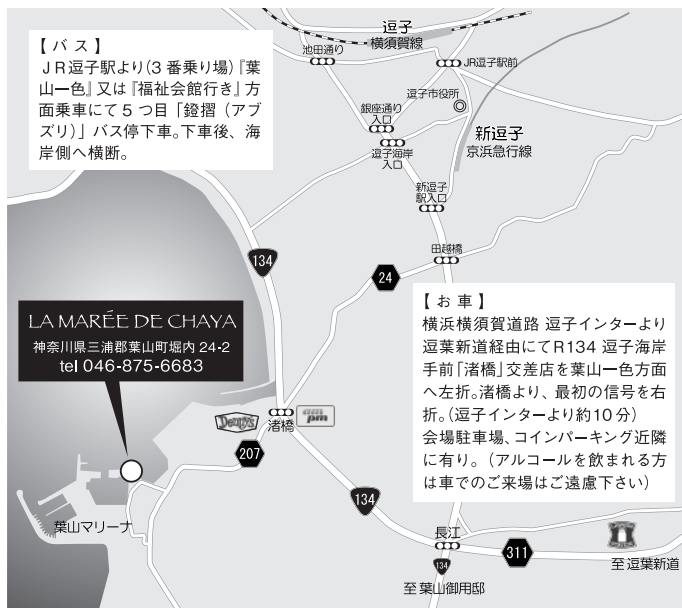 逗子
横須賀線
【バス】
JR逗子駅より(3番乗り場)『葉
山一色』又は『福祉会館行き』方
面乗車にて5つ目「鐙摺（アブ
ズリ）」バス停下車。下車後、海
岸側へ横断。
池田通り
JR逗子駅前
逗子市役所
銀座通り
入口
新逗子
京浜急行線
逗子海岸
入口
新逗子
駅入口
田越橋
134
24
LA MARÉE DE CHAYA
神奈川県三浦郡葉山町堀内24-2
tel 046-875-6683
【お車】
横浜横須賀道路 逗子インターより
逗葉新道経由にてR134 逗子海岸
手前「渚橋」交差店を葉山一色方面
へ左折。渚橋より、最初の信号を右
折。(逗子インターより約10分)
会場駐車場、コインパーキング近隣
に有り。（アルコールを飲まれる方
は車でのご来場はご遠慮下さい）
Denny's
渚橋
am
pm
207
134
葉山マリーナ
長江
311
134
至葉山御用邸
至逗葉新道